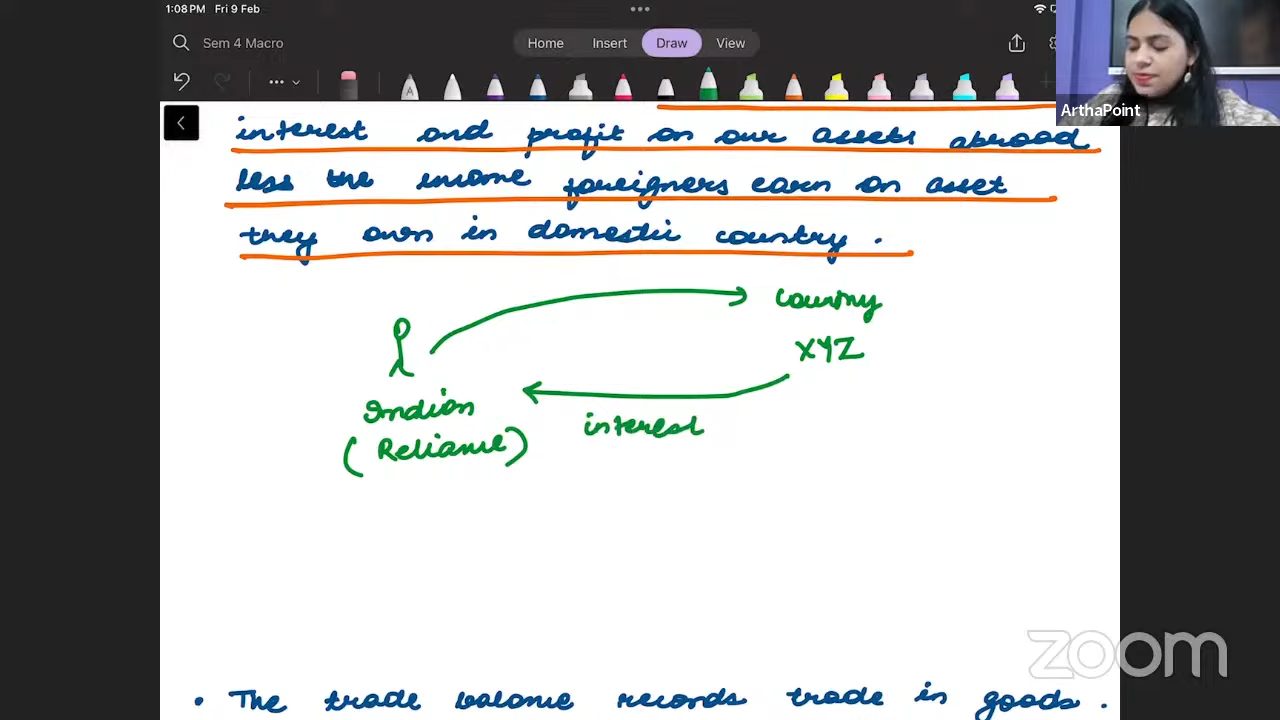 1:08 PM Fri 9 Feb
Sem 4 Macro
Home Insert Draw View
ArthaPoint
interest and profit on our assets abroad
less the income foreigners earn on asset
they own in domestic country .
country
XYZ
Indian
(Reliance)
interest
zoom
• The trade balance records trade in goods .